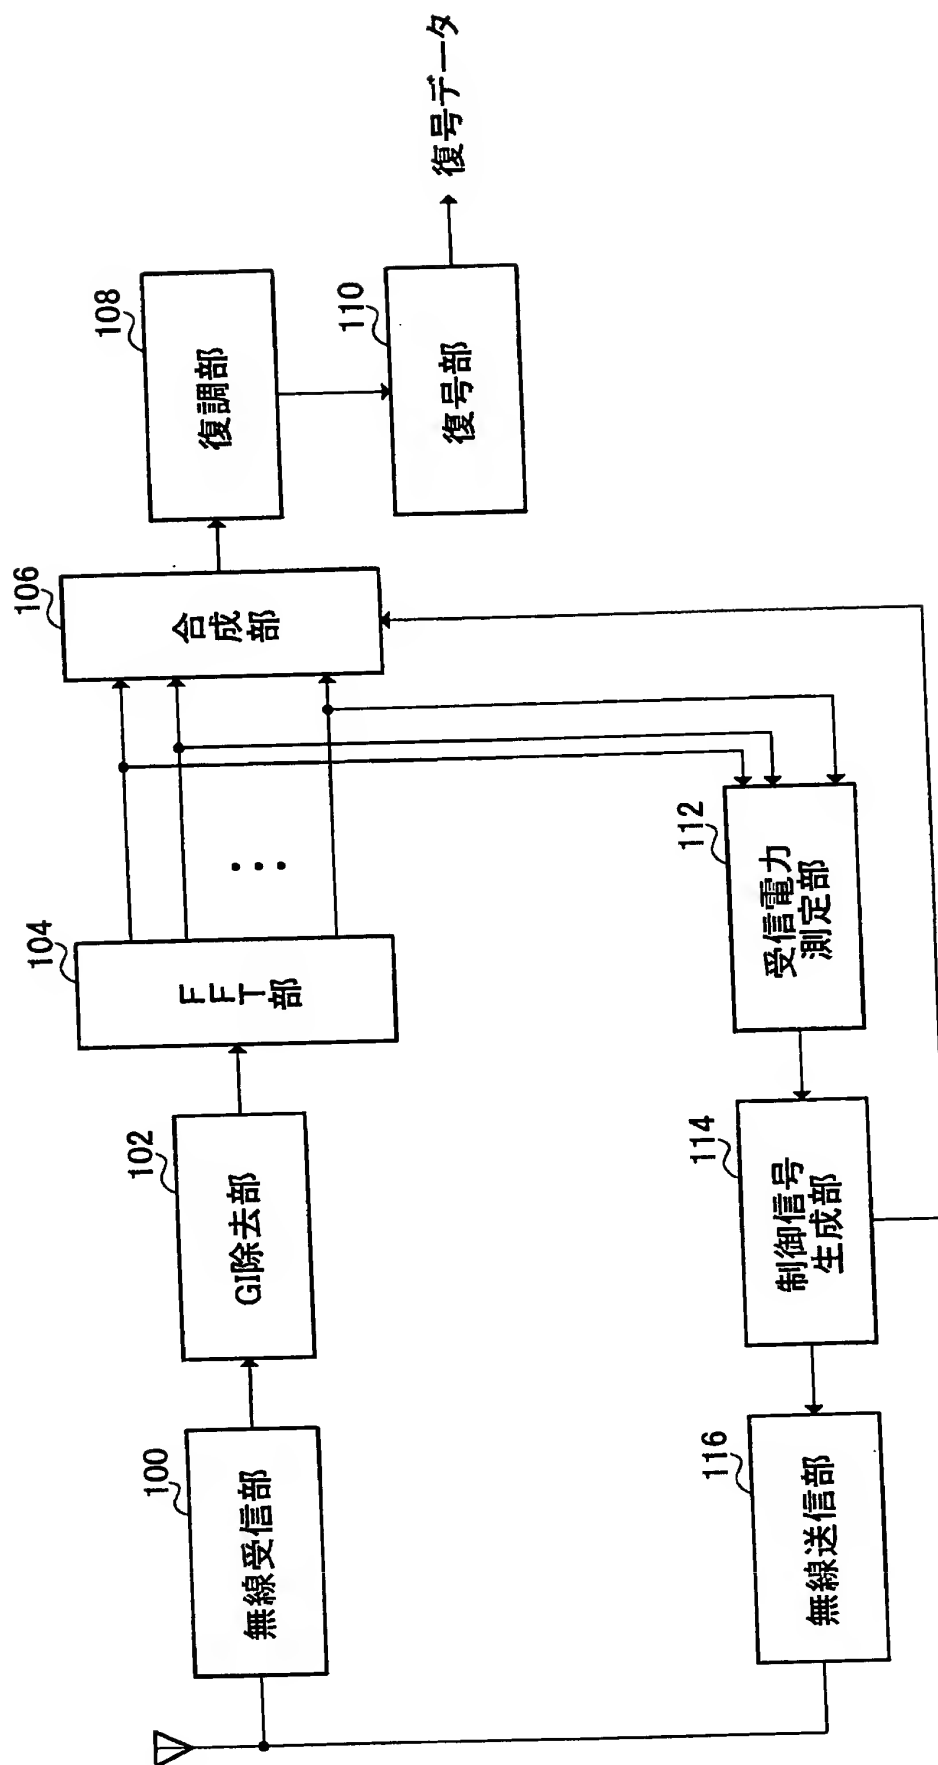 100
無線受信部
102
GI除去部
104
FFT部
106
合成部
108
復調部
110
復号部
復号データ
112
受信電力
測定部
114
制御信号
生成部
116
無線送信部